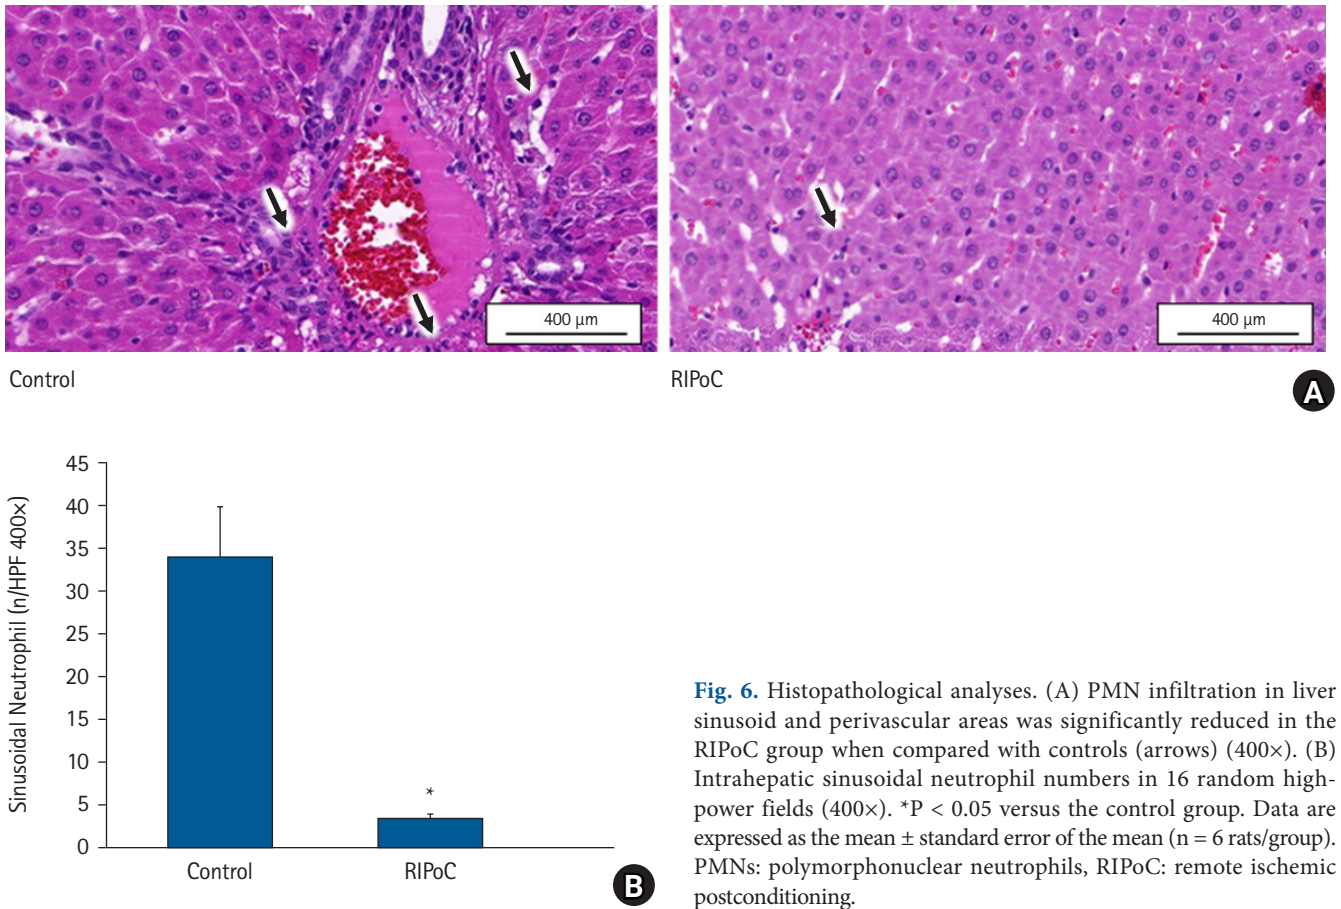 400 µm
400 µm
Control
RIPoC
A
45
40
35
30
25
20
15
10
5
0
Sinusoidal Neutrophil (n/HPF 400×)
*
Control
RIPoC
B
Fig. 6. Histopathological analyses. (A) PMN infiltration in liver
sinusoid and perivascular areas was significantly reduced in the
RIPoC group when compared with controls (arrows) (400×). (B)
Intrahepatic sinusoidal neutrophil numbers in 16 random high-
power fields (400×). *P < 0.05 versus the control group. Data are
expressed as the mean ± standard error of the mean (n = 6 rats/group).
PMNs: polymorphonuclear neutrophils, RIPoC: remote ischemic
postconditioning.